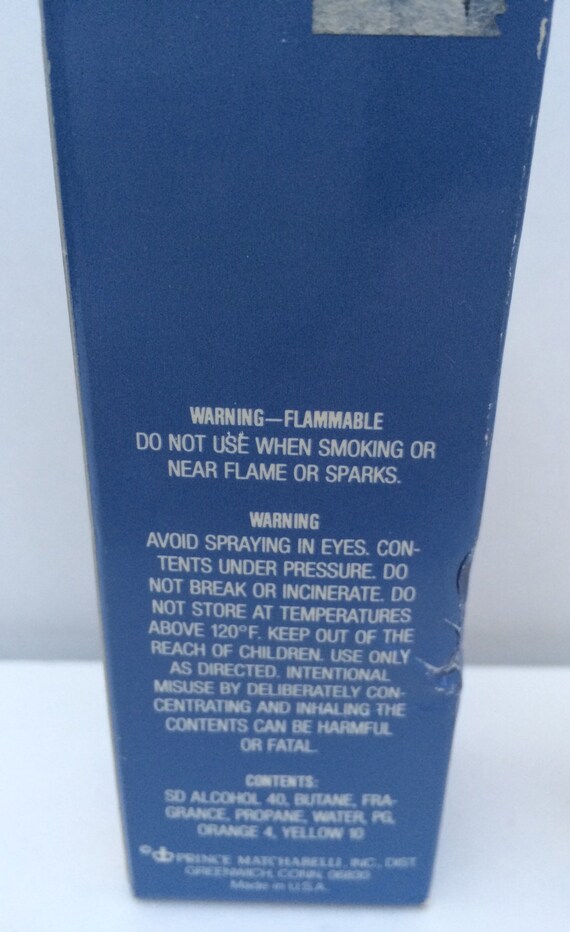 WARNING—FLAMMABLE
DO NOT USE WHEN SMOKING OR
NEAR FLAME OR SPARKS.
WARNING
AVOID SPRAYING IN EYES. CON-
TENTS UNDER PRESSURE. DO
NOT BREAK OR INCINERATE. DO
NOT STORE AT TEMPERATURES
ABOVE 120°F. KEEP OUT OF THE
REACH OF CHILDREN. USE ONLY
AS DIRECTED. INTENTIONAL
MISUSE BY DELIBERATELY CON-
CENTRATING AND INHALING THE
CONTENTS CAN BE HARMFUL
OR FATAL.
CONTENTS:
SD ALCOHOL 40, BUTANE, FRA-
GRANCE, PROPANE, WATER, PG,
ORANGE 4, YELLOW 10
© PRINCE MATCHABELLI, INC., DIST.
GREENWICH, CONN. 06830
Made in U.S.A.